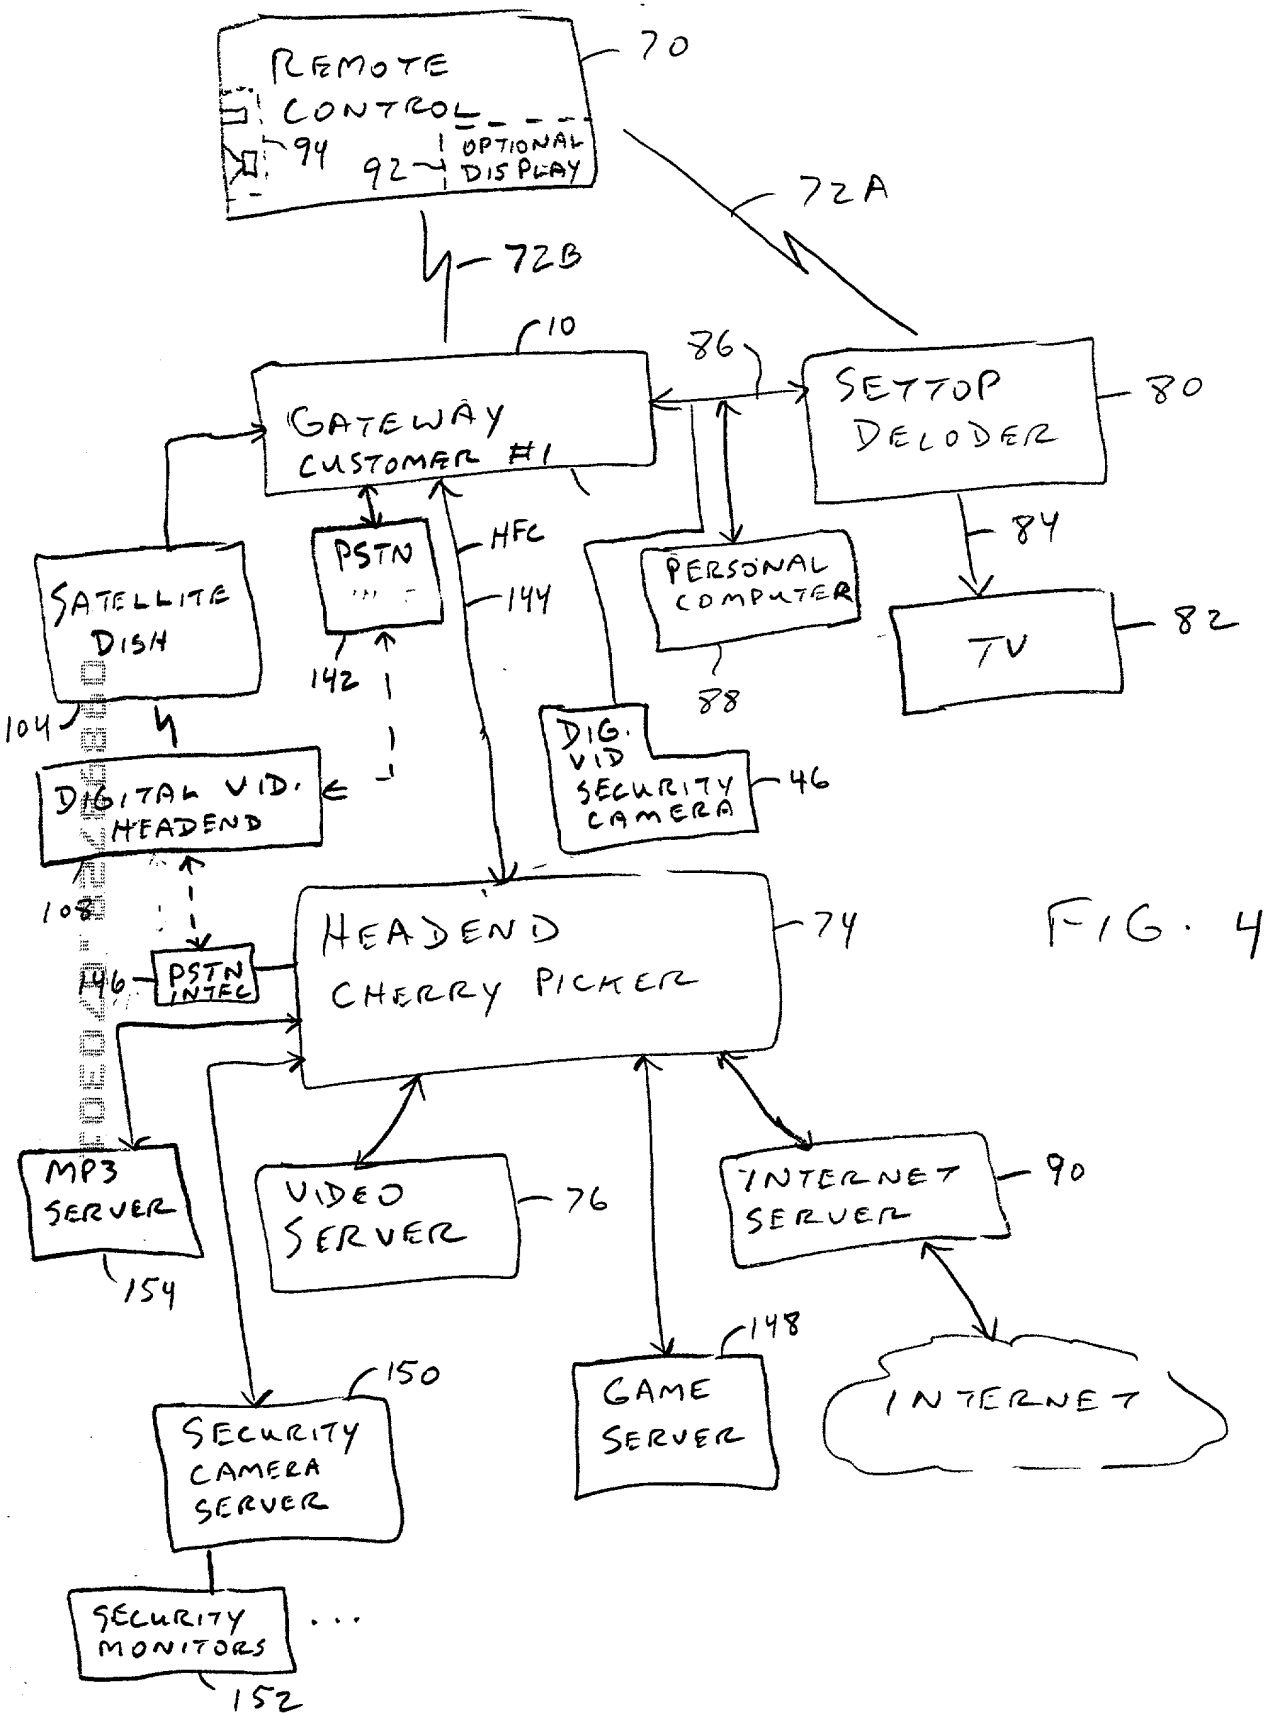 REMOTE
CONTROL
94
92
OPTIONAL
DISPLAY
70
72A
72B
10
GATEWAY
CUSTOMER #1
86
SETTOP
DECODER
80
PSTN
142
HFC
144
PERSONAL
COMPUTER
88
84
TV
82
SATELLITE
DISH
104
DIG.
VID
SECURITY
CAMERA
46
DIGITAL VID.
HEADEND
108
HEADEND
CHERRY PICKER
74
FIG. 4
146
PSTN
MP3
SERVER
154
VIDEO
SERVER
76
INTERNET
SERVER
90
150
SECURITY
CAMERA
SERVER
148
GAME
SERVER
INTERNET
SECURITY
MONITORS
...
152